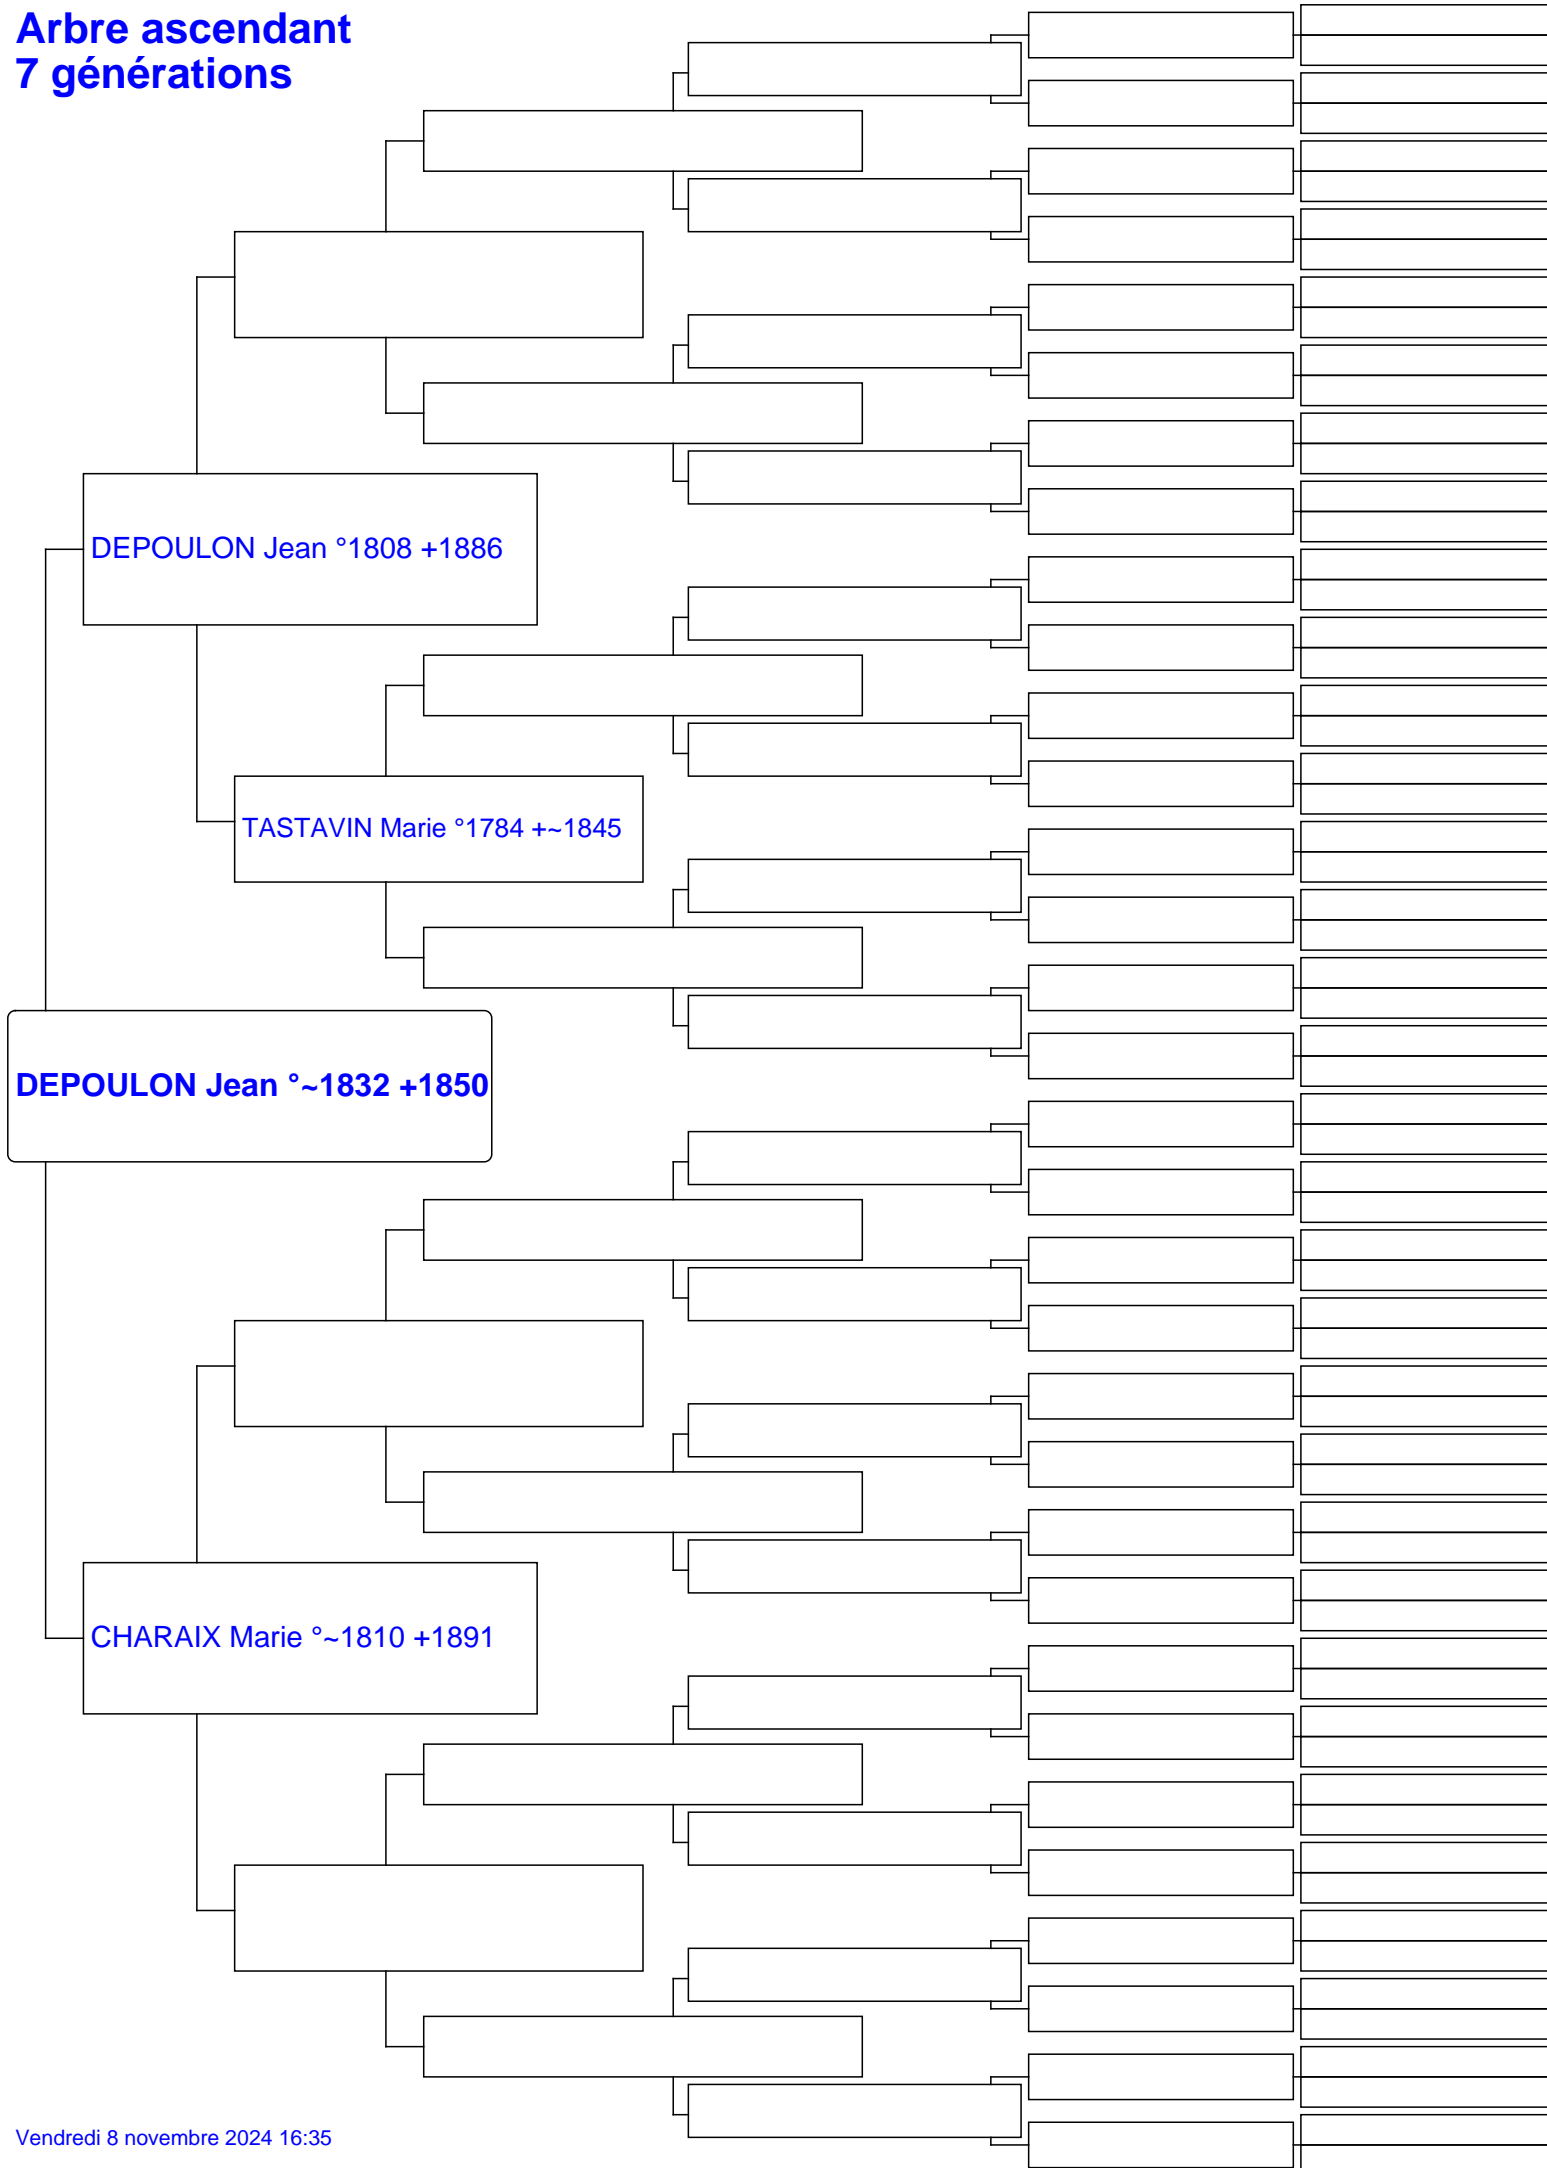 Arbre ascendant
7 générations
DEPOULON Jean °1808 +1886
TASTAVIN Marie °1784 +~1845
DEPOULON Jean °~1832 +1850
CHARAIX Marie °~1810 +1891
Vendredi 8 novembre 2024 16:35